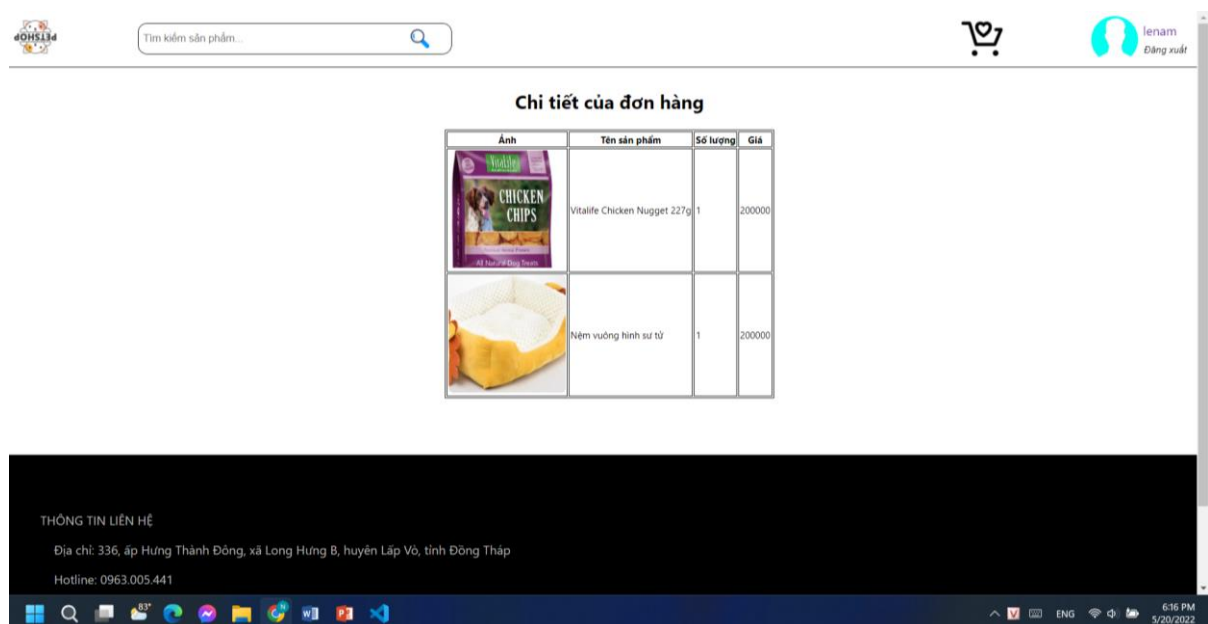 PETSHOP
Tìm kiếm sản phẩm...
lenam
Đăng xuất
Chi tiết của đơn hàng
Ảnh Tên sản phẩm Số lượng Giá
Vitalife
CHICKEN
CHIPS
All Natural Dog Treats
Vitalife Chicken Nugget 227g 1 200000
Nệm vuông hình sư tử 1 200000
THÔNG TIN LIÊN HỆ
Địa chỉ: 336, ấp Hưng Thành Đông, xã Long Hưng B, huyện Lấp Vò, tỉnh Đồng Tháp
Hotline: 0963.005.441
83°
N
W
P
V
ENG
6:16 PM
5/20/2022